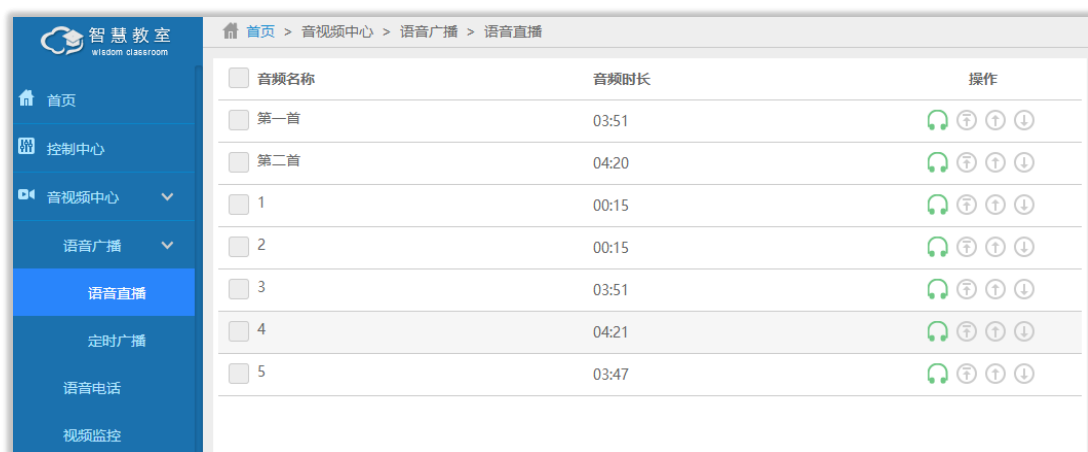 智慧教室
wisdom classroom
首页 > 音视频中心 > 语音广播 > 语音直播
首页
控制中心
音视频中心
语音广播
语音直播
定时广播
语音电话
视频监控
音频名称 音频时长 操作
第一首 03:51
第二首 04:20
1 00:15
2 00:15
3 03:51
4 04:21
5 03:47